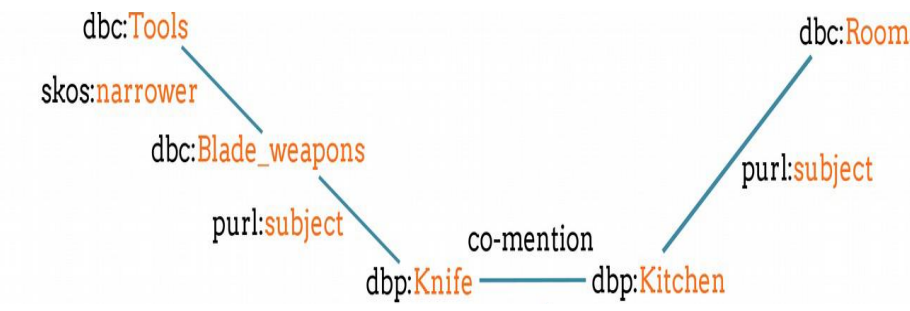 dbc:Tools
dbc:Room
skos:narrower
dbc:Blade_weapons
purl:subject
purl:subject
co-mention
dbp:Knife
dbp:Kitchen